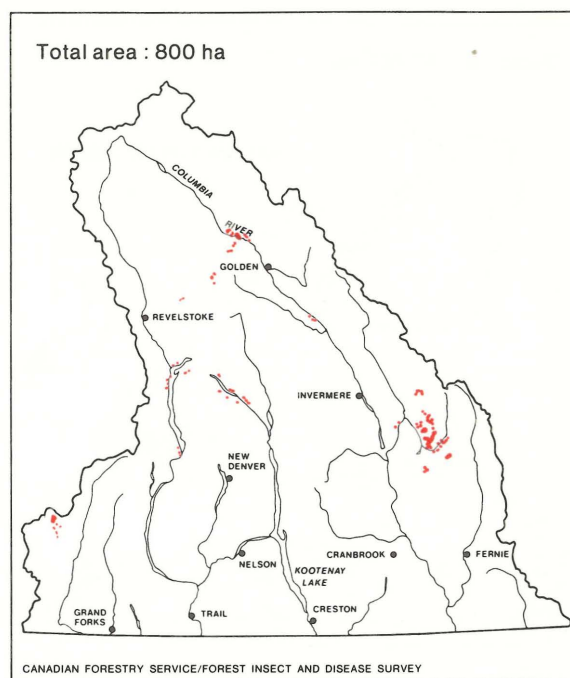 Total area : 800 ha
COLUMBIA
RIVER
GOLDEN
REVELSTOKE
INVERMERE
NEW
DENVER
NELSON
KOOTENAY
LAKE
CRANBROOK
FERNIE
GRAND
FORKS
TRAIL
CRESTON
CANADIAN FORESTRY SERVICE/FOREST INSECT AND DISEASE SURVEY